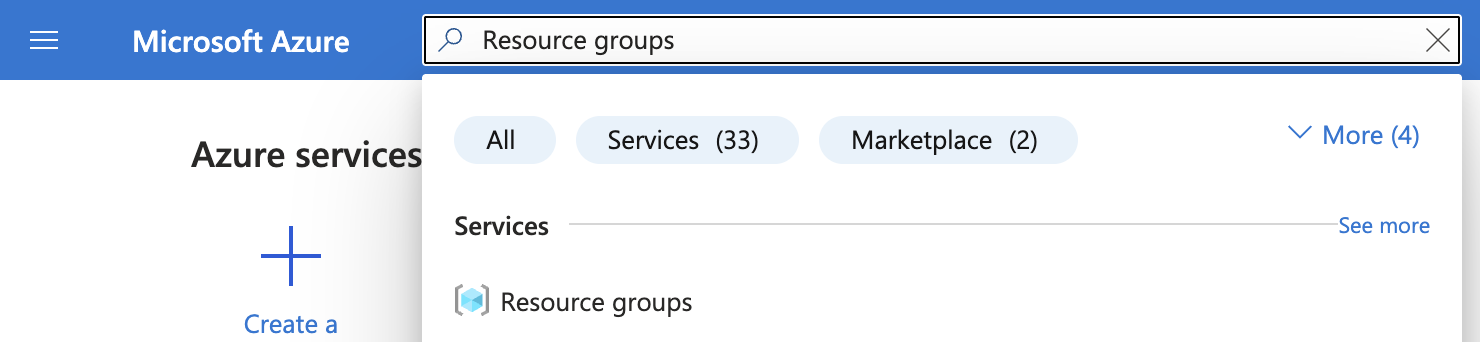 Microsoft Azure
Resource groups
All
Services (33)
Marketplace (2)
More (4)
Azure services
Services
See more
Resource groups
Create a